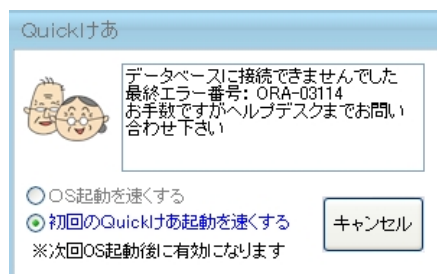 Quickけあ
データベースに接続できませんでした
最終エラー番号: ORA-03114
お手数ですがヘルプデスクまでお問い
合わせ下さい
OS起動を速くする
初回のQuickけあ起動を速くする
キャンセル
※次回OS起動後に有効になります